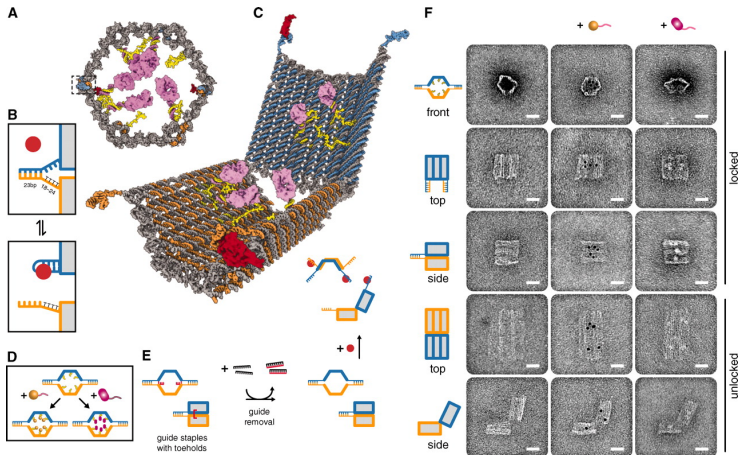 A
B
23bp
18-24
C
D
+
+
E
guide staples
with toeholds
+
guide
removal
+
F
+
+
front
top
side
top
side
locked
unlocked